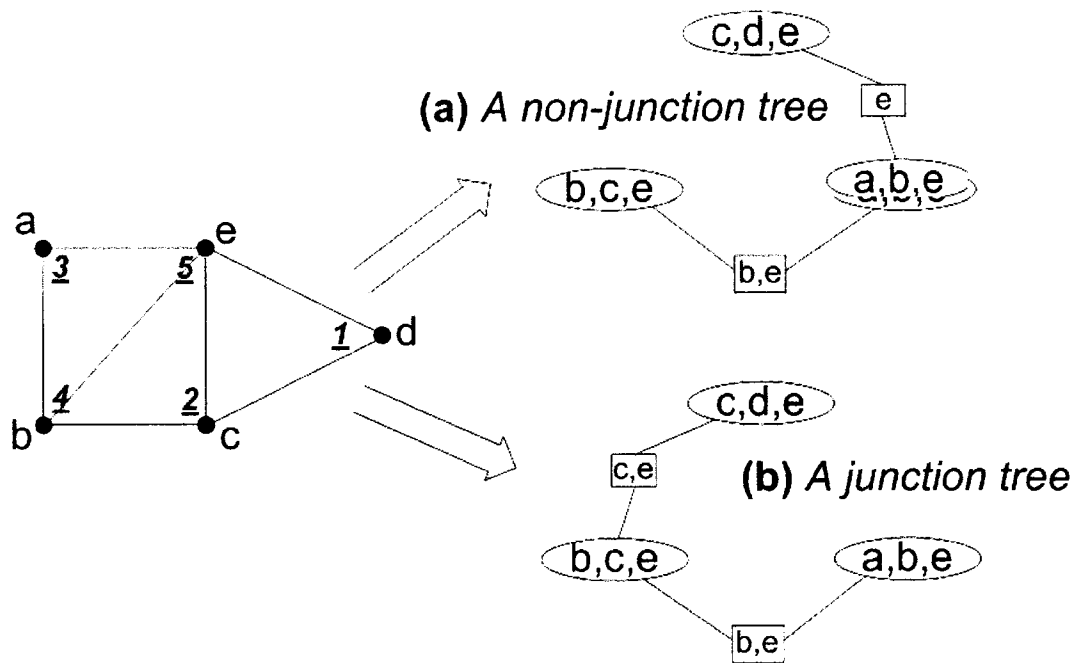 c,d,e
e
(a) A non-junction tree
b,c,e
a,b,e
b,e
a
e
3
5
1
d
4
2
b
c
c,d,e
c,e
(b) A junction tree
b,c,e
a,b,e
b,e